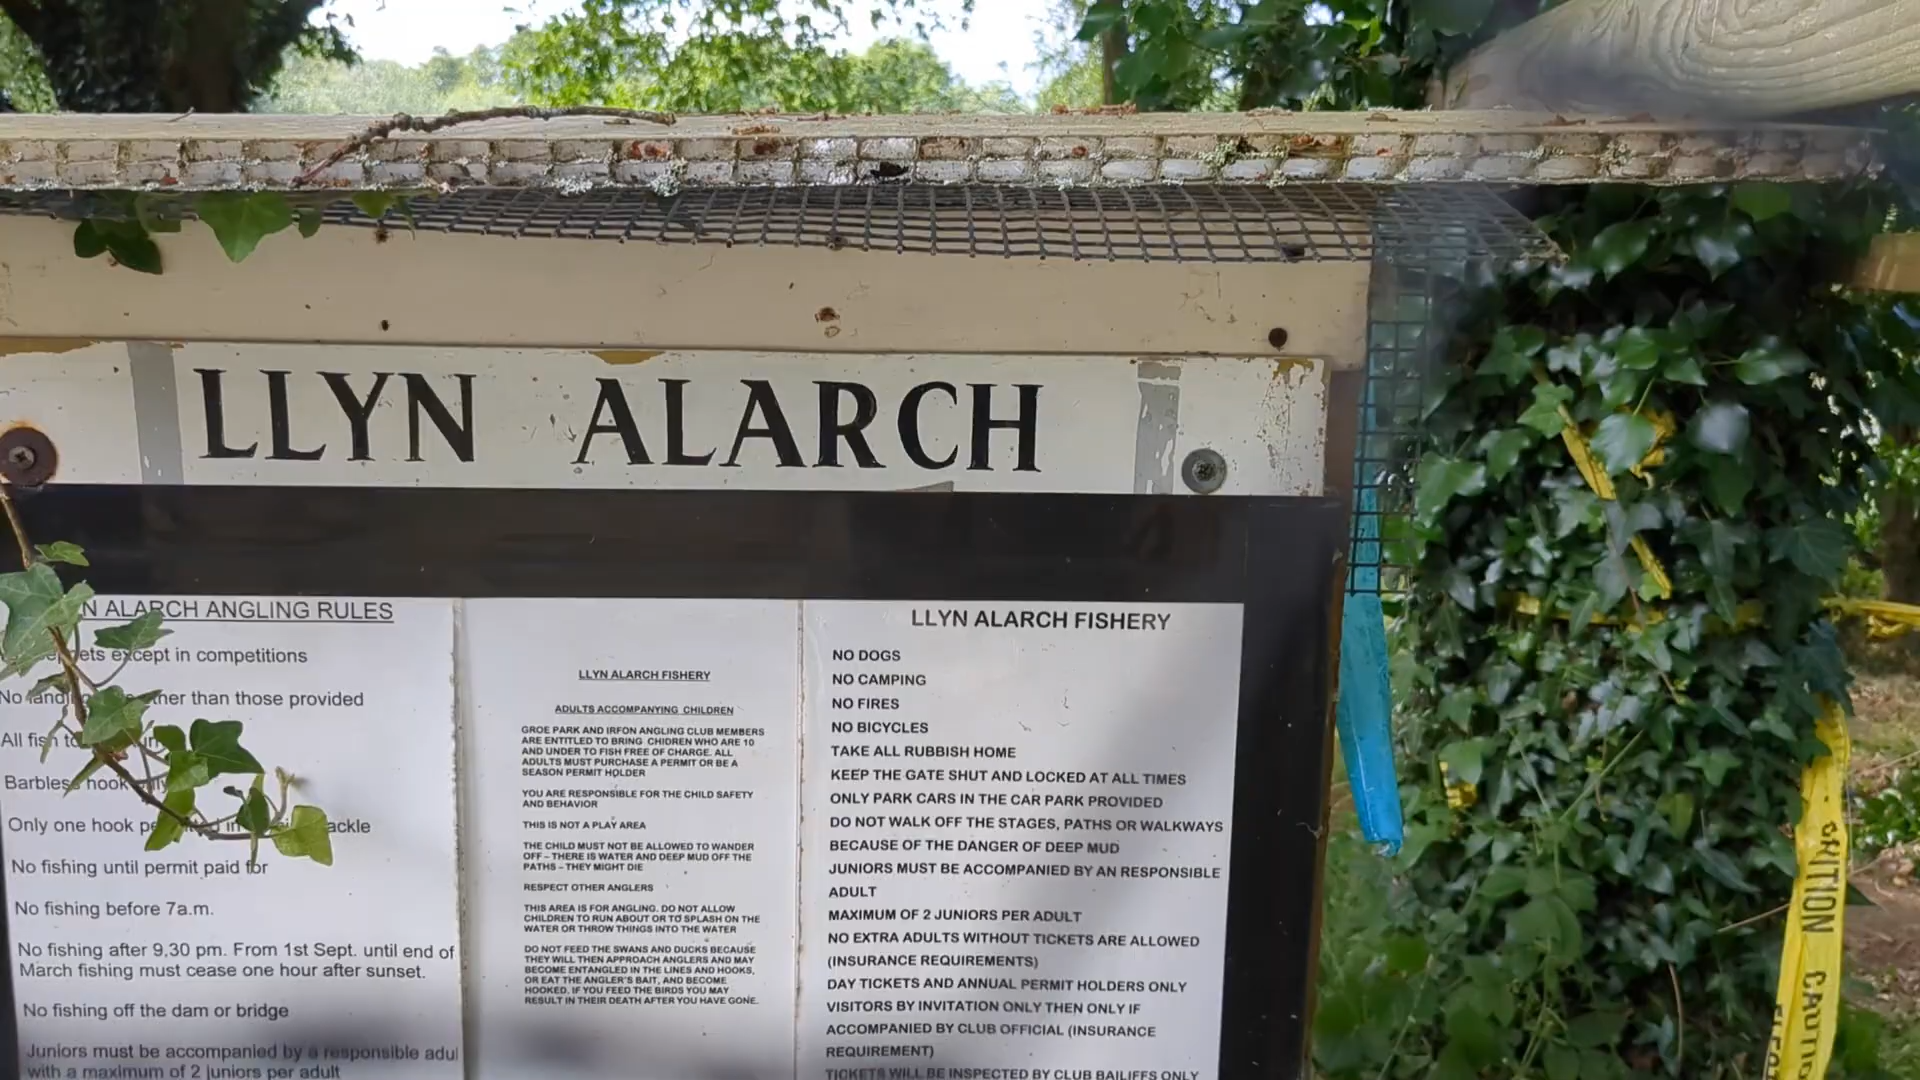 LLYN ALARCH
N ALARCH ANGLING RULES
nets except in competitions
No landing other than those provided
All fish to
Barbless hook only
Only one hook in tackle
No fishing until permit paid for
No fishing before 7a.m.
No fishing after 9,30 pm. From 1st Sept. until end of
March fishing must cease one hour after sunset.
No fishing off the dam or bridge
Juniors must be accompanied by a responsible adul
with a maximum of 2 juniors per adult
LLYN ALARCH FISHERY
ADULTS ACCOMPANYING CHILDREN
GROE PARK AND IRFON ANGLING CLUB MEMBERS
ARE ENTITLED TO BRING CHIDREN WHO ARE 10
AND UNDER TO FISH FREE OF CHARGE. ALL
ADULTS MUST PURCHASE A PERMIT OR BE A
SEASON PERMIT HOLDER
YOU ARE RESPONSIBLE FOR THE CHILD SAFETY
AND BEHAVIOR
THIS IS NOT A PLAY AREA
THE CHILD MUST NOT BE ALLOWED TO WANDER
OFF – THERE IS WATER AND DEEP MUD OFF THE
PATHS – THEY MIGHT DIE
RESPECT OTHER ANGLERS
THIS AREA IS FOR ANGLING. DO NOT ALLOW
CHILDREN TO RUN ABOUT OR TO SPLASH ON THE
WATER OR THROW THINGS INTO THE WATER
DO NOT FEED THE SWANS AND DUCKS BECAUSE
THEY WILL THEN APPROACH ANGLERS AND MAY
BECOME ENTANGLED IN THE LINES AND HOOKS,
OR EAT THE ANGLER'S BAIT, AND BECOME
HOOKED. IF YOU FEED THE BIRDS YOU MAY
RESULT IN THEIR DEATH AFTER YOU HAVE GONE.
LLYN ALARCH FISHERY
NO DOGS
NO CAMPING
NO FIRES
NO BICYCLES
TAKE ALL RUBBISH HOME
KEEP THE GATE SHUT AND LOCKED AT ALL TIMES
ONLY PARK CARS IN THE CAR PARK PROVIDED
DO NOT WALK OFF THE STAGES, PATHS OR WALKWAYS
BECAUSE OF THE DANGER OF DEEP MUD
JUNIORS MUST BE ACCOMPANIED BY AN RESPONSIBLE
ADULT
MAXIMUM OF 2 JUNIORS PER ADULT
NO EXTRA ADULTS WITHOUT TICKETS ARE ALLOWED
(INSURANCE REQUIREMENTS)
DAY TICKETS AND ANNUAL PERMIT HOLDERS ONLY
VISITORS BY INVITATION ONLY THEN ONLY IF
ACCOMPANIED BY CLUB OFFICIAL (INSURANCE
REQUIREMENT)
TICKETS WILL BE INSPECTED BY CLUB BAILIFFS ONLY
CAUTION